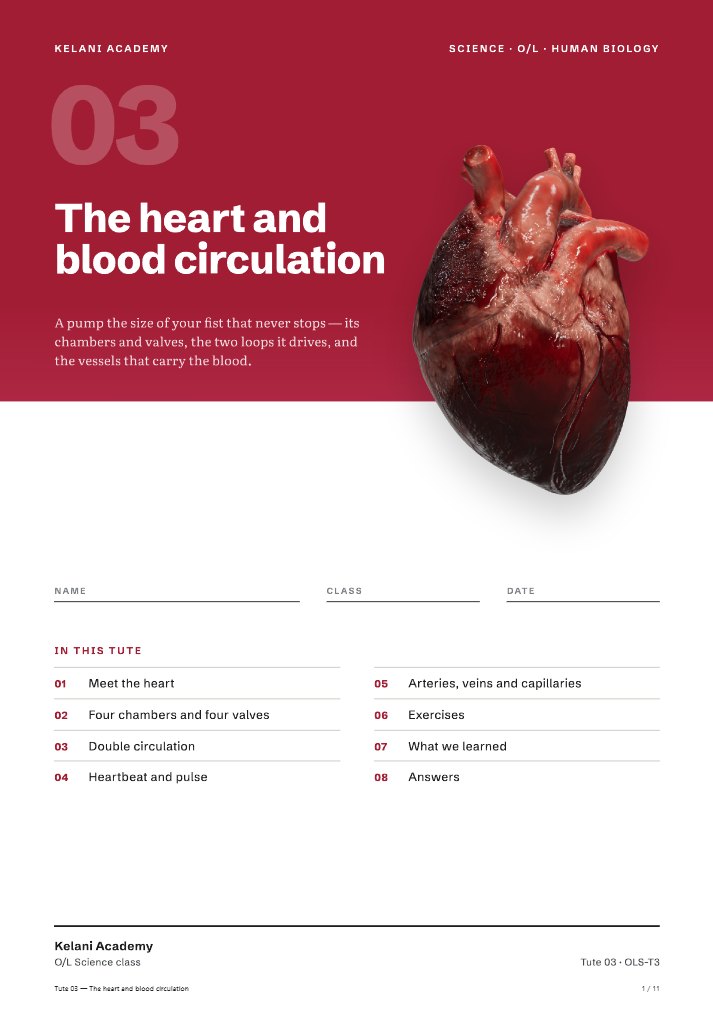 KELANI ACADEMY
SCIENCE · O/L · HUMAN BIOLOGY
03
The heart and
blood circulation
A pump the size of your fist that never stops — its
chambers and valves, the two loops it drives, and
the vessels that carry the blood.
NAME
CLASS
DATE
IN THIS TUTE
01 Meet the heart
02 Four chambers and four valves
03 Double circulation
04 Heartbeat and pulse
05 Arteries, veins and capillaries
06 Exercises
07 What we learned
08 Answers
Kelani Academy
O/L Science class
Tute 03 · OLS-T3
Tute 03 — The heart and blood circulation
1 / 11